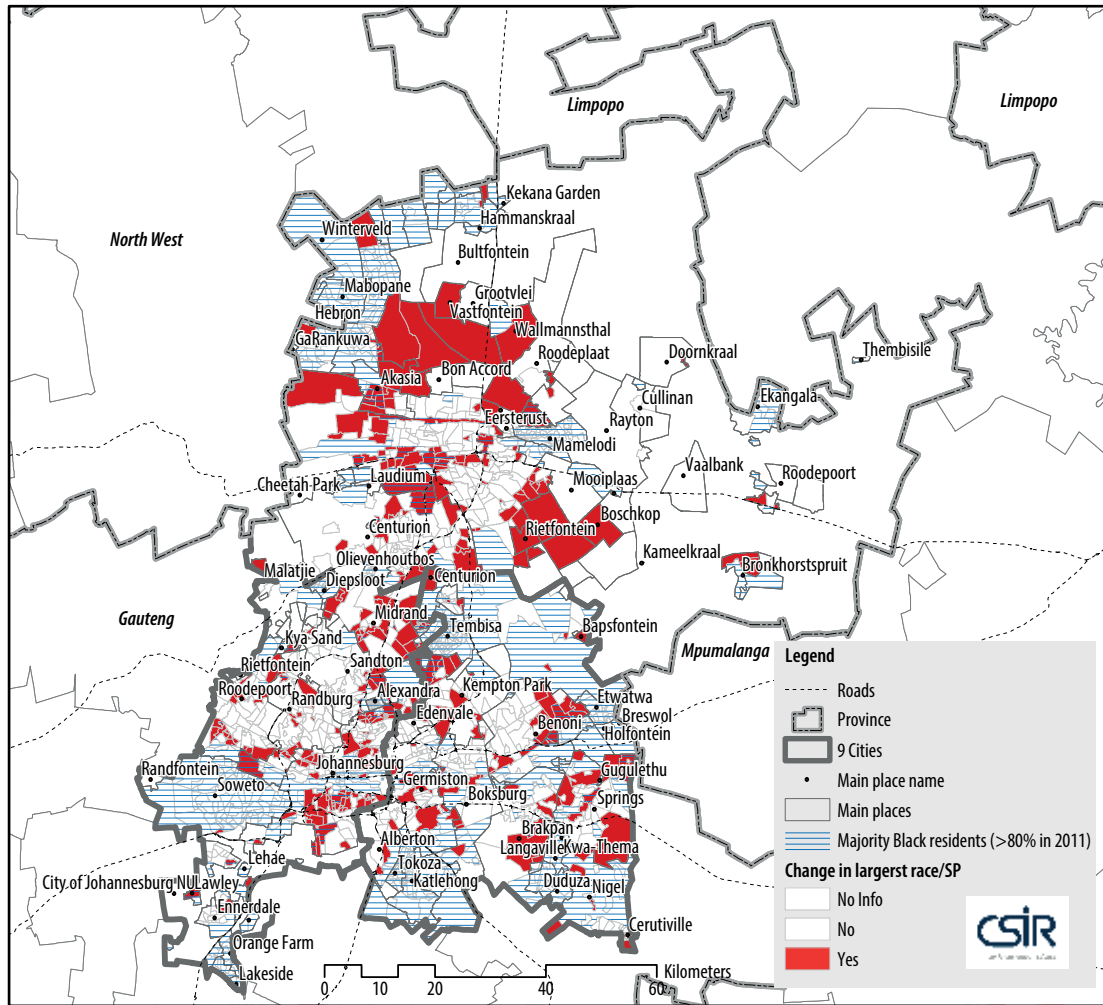 Limpopo
Limpopo
North West
Kekana Garden
Hammanskraal
Winterveld
Bultfontein
Mabopane
Grootvlei
Hebron
Vastfontein
Wallmannsthal
GaRankuwa
Roodeplaat
Doornkraal
Thembisile
Bon Accord
Akasia
Cullinan
Ekangala
Eersterust
Rayton
Mamelodi
Laudium
Cheetah Park
Mooiplaas
Vaalbank
Roodepoort
Centurion
Rietfontein
Boschkop
Olievenhoutbos
Kameelkraal
Bronkhorstspruit
Malatjie
Diepsloot
Centurion
Gauteng
Midrand
Tembisa
Bapsfontein
Kya Sand
Mpumalanga
Rietfontein
Sandton
Roodepoort
Randburg
Alexandra
Kempton Park
Etwatwa
Edenvale
Breswol
Benoni
Holfontein
Randfontein
Johannesburg
Gugulethu
Soweto
Germiston
Boksburg
Springs
Brakpan
Alberton
Langaville
Kwa-Thema
Lehae
Tokoza
Katlehong
City of Johannesburg NU
Lawley
Duduza
Nigel
Ennerdale
Cerutiville
Orange Farm
Lakeside
0 10 20 40 60 Kilometers
Legend
Roads
Province
9 Cities
Main place name
Main places
Majority Black residents (>80% in 2011)
Change in largerst race/SP
No Info
No
Yes
CSIR